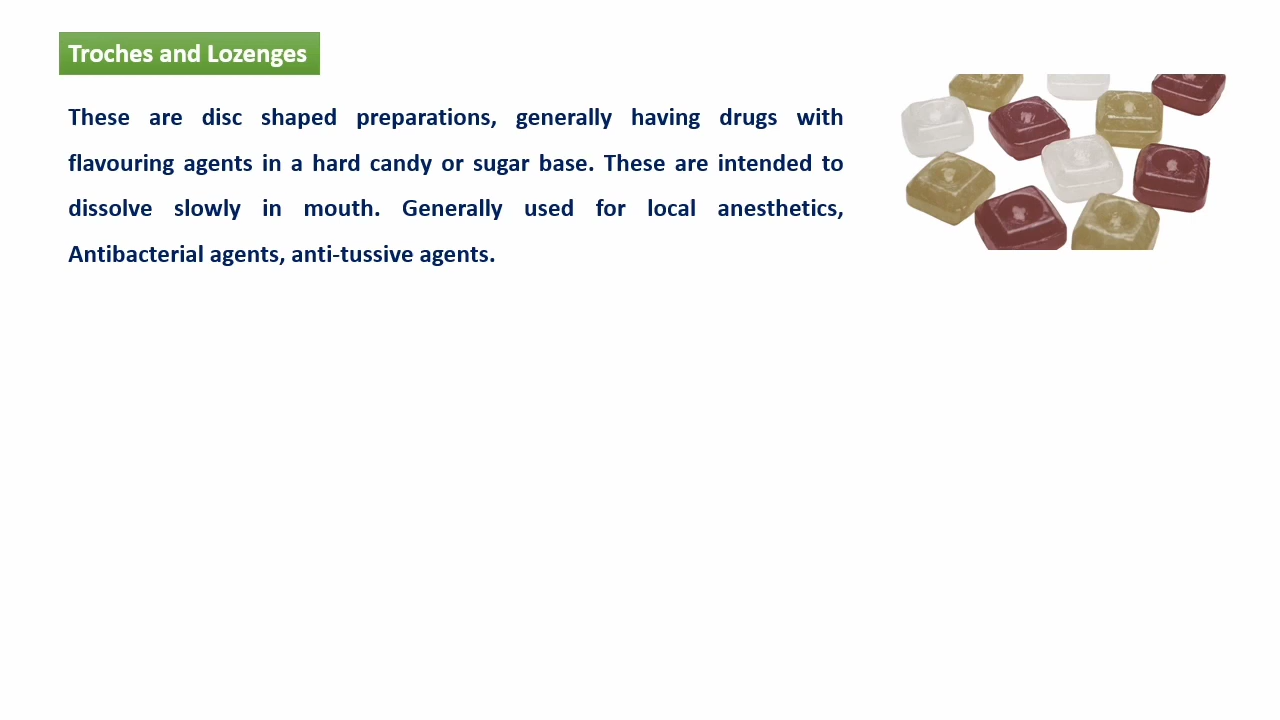 Troches and Lozenges
These are disc shaped preparations, generally having drugs with
flavouring agents in a hard candy or sugar base. These are intended to
dissolve slowly in mouth. Generally used for local anesthetics,
Antibacterial agents, anti-tussive agents.